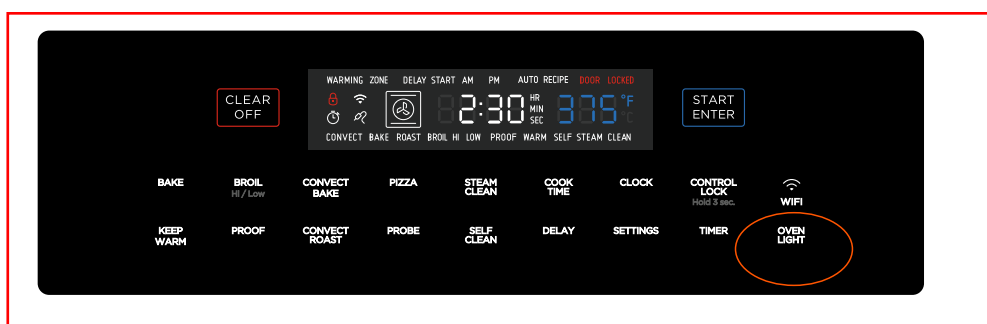 WARMING ZONE DELAY START AM PM AUTO RECIPE DOOR LOCKED
CLEAR
OFF
2:30
HR
MIN
SEC
375 °F
°C
START
ENTER
CONVECT BAKE ROAST BROIL HI LOW PROOF WARM SELF STEAM CLEAN
BAKE
BROIL
Hi / Low
CONVECT
BAKE
PIZZA
STEAM
CLEAN
COOK
TIME
CLOCK
CONTROL
LOCK
Hold 3 sec.
WIFI
KEEP
WARM
PROOF
CONVECT
ROAST
PROBE
SELF
CLEAN
DELAY
SETTINGS
TIMER
OVEN
LIGHT